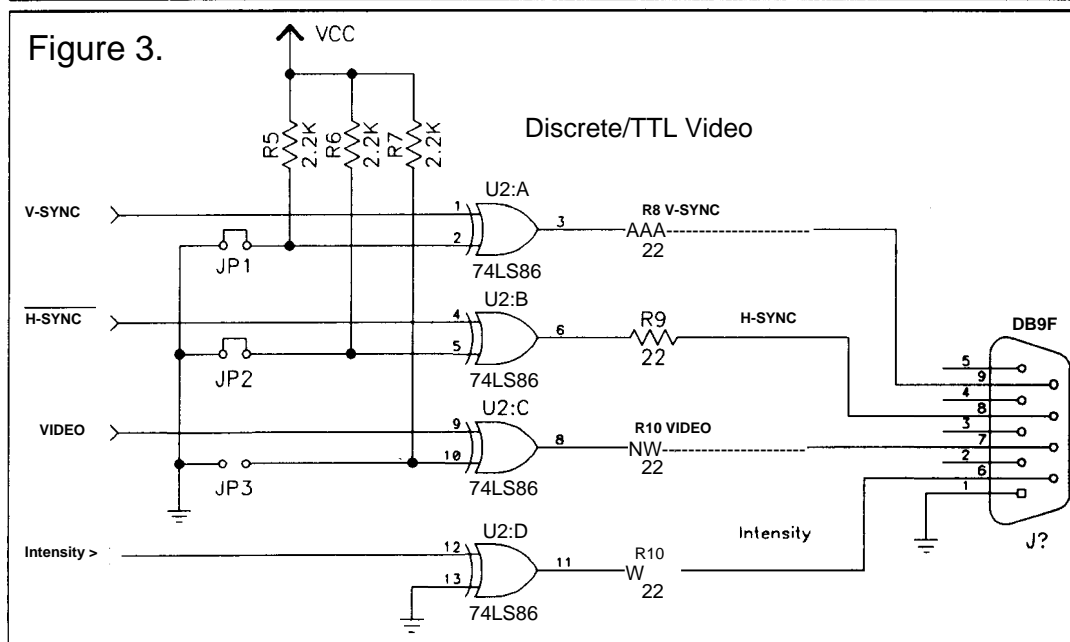 Figure 3.
VCC
R5 2.2K
R6 2.2K
R7 2.2K
Discrete/TTL Video
V-SYNC
JP1
1
2
U2:A
3
74LS86
R8 V-SYNC
AAA
22
H-SYNC
JP2
4
5
U2:B
6
74LS86
R9
22
H-SYNC
VIDEO
JP3
9
10
U2:C
8
74LS86
R10 VIDEO
NW
22
Intensity >
12
13
U2:D
11
74LS86
R10
W
22
Intensity
DB9F
5
9
4
8
3
7
2
6
1
J?